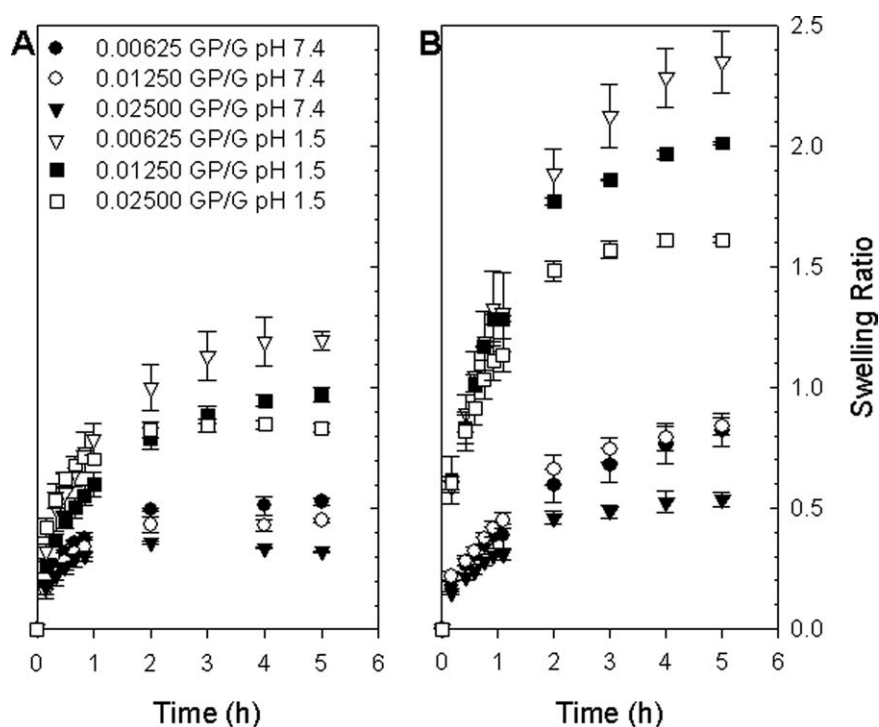 A
0.00625 GP/G pH 7.4
0.01250 GP/G pH 7.4
0.02500 GP/G pH 7.4
0.00625 GP/G pH 1.5
0.01250 GP/G pH 1.5
0.02500 GP/G pH 1.5
B
2.5
2.0
1.5
1.0
0.5
0.0
Swelling Ratio
0 1 2 3 4 5 6
0 1 2 3 4 5 6
Time (h)
Time (h)